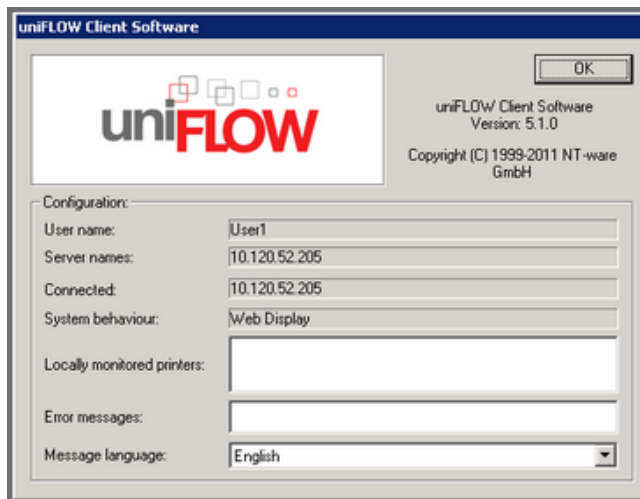 uniFLOW Client Software
uniFLOW
OK
uniFLOW Client Software
Version: 5.1.0
Copyright (C) 1999-2011 NT-ware
GmbH
Configuration:
User name: User1
Server names: 10.120.52.205
Connected: 10.120.52.205
System behaviour: Web Display
Locally monitored printers:
Error messages:
Message language: English